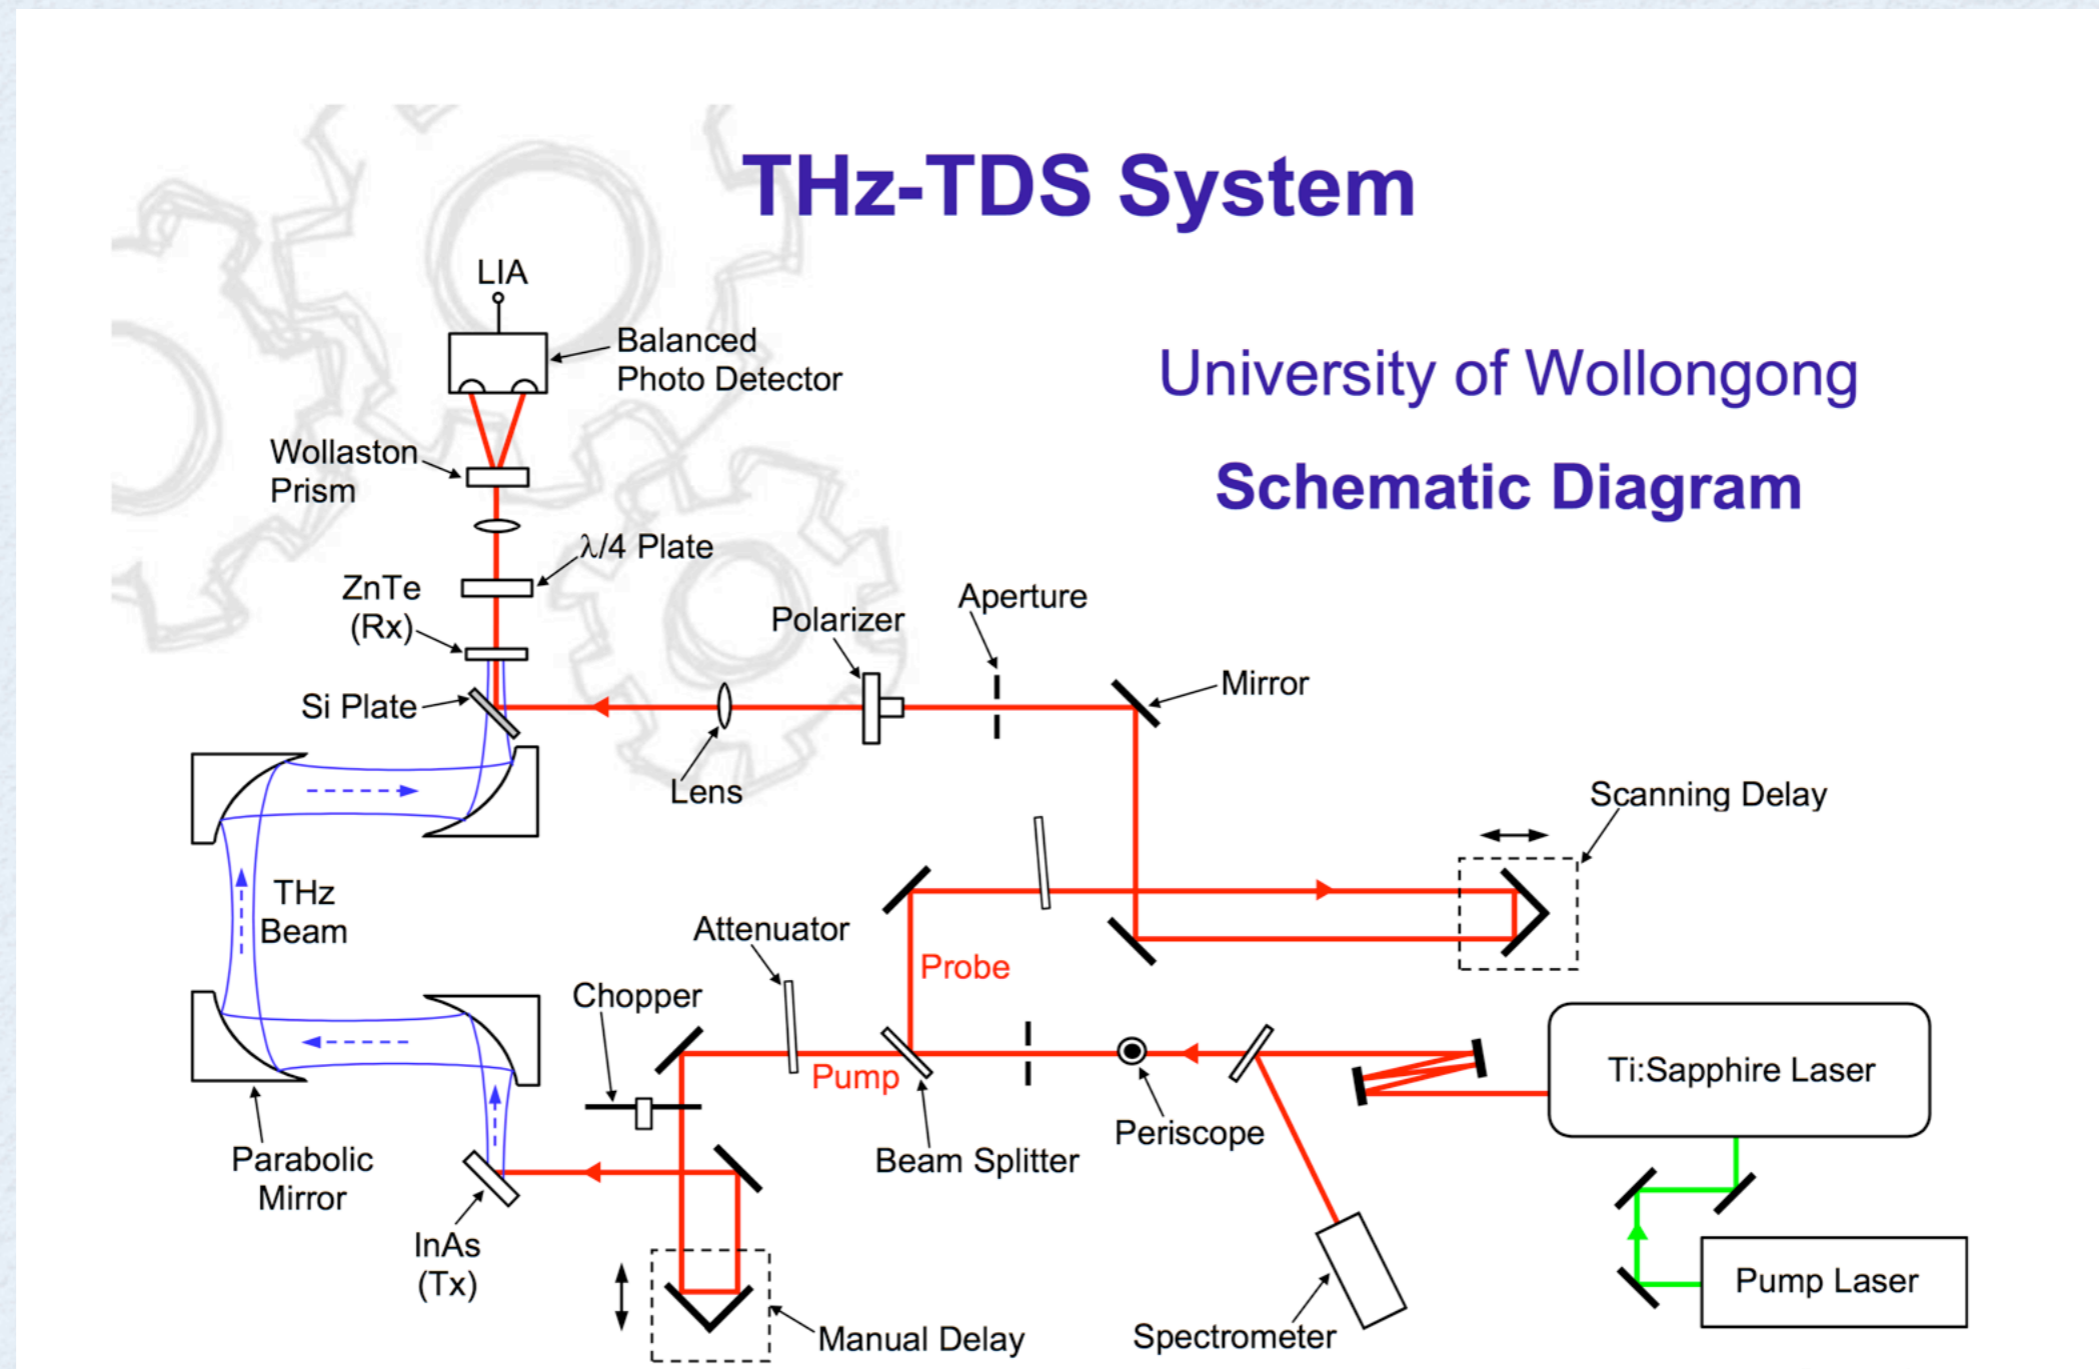 THz-TDS System
University of Wollongong
Schematic Diagram
LIA
Balanced
Photo Detector
Wollaston
Prism
λ/4 Plate
ZnTe
(Rx)
Polarizer
Aperture
Si Plate
Mirror
Lens
Scanning Delay
THz
Beam
Attenuator
Probe
Chopper
Pump
Ti:Sapphire Laser
Periscope
Beam Splitter
Parabolic
Mirror
InAs
(Tx)
Pump Laser
Manual Delay
Spectrometer